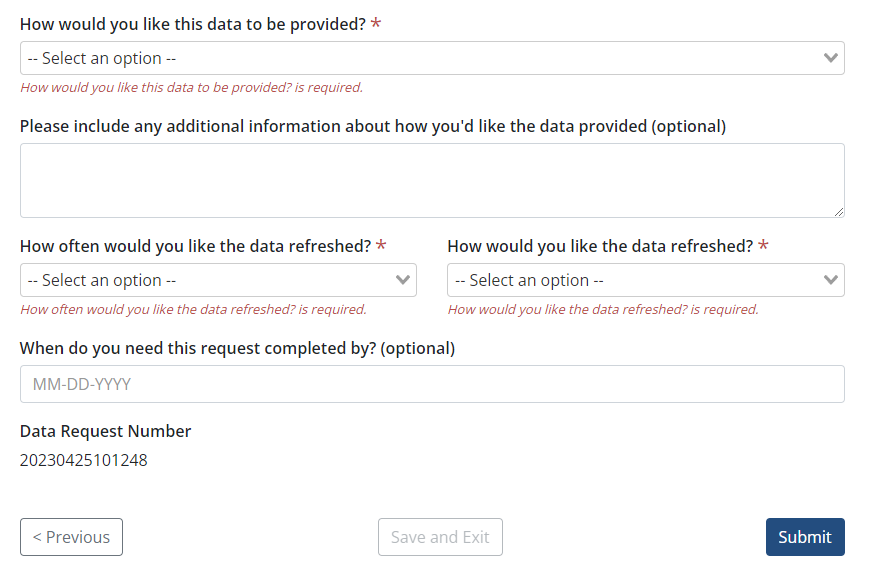 How would you like this data to be provided? *
-- Select an option --
How would you like this data to be provided? is required.
Please include any additional information about how you'd like the data provided (optional)
How often would you like the data refreshed? *
How would you like the data refreshed? *
-- Select an option --
-- Select an option --
How often would you like the data refreshed? is required.
How would you like the data refreshed? is required.
When do you need this request completed by? (optional)
MM-DD-YYYY
Data Request Number
20230425101248
< Previous
Save and Exit
Submit